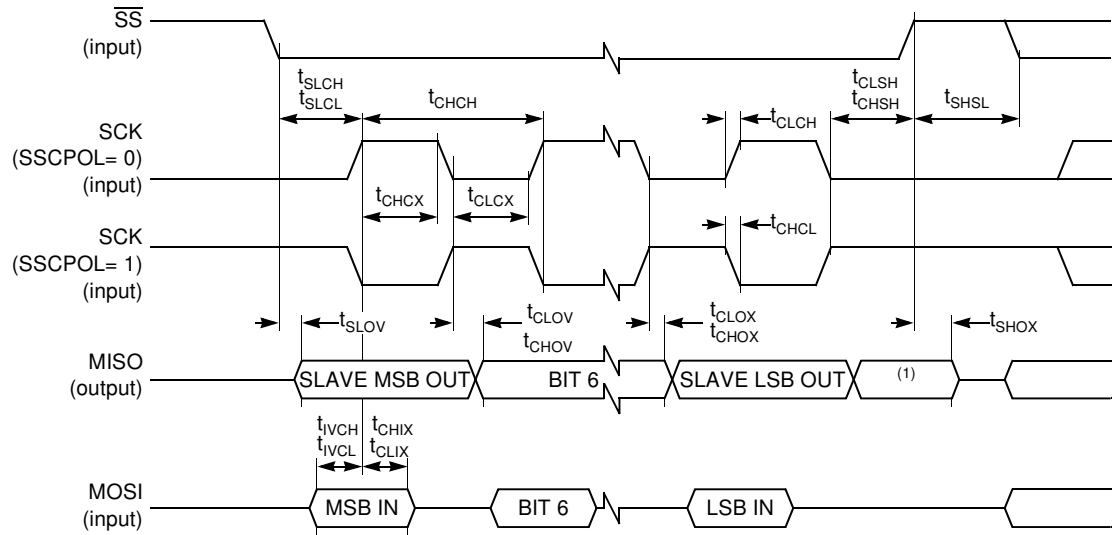 SS
(input)
tSLCH
tSLCL
tCHCH
tCLCH
tCLSH
tCHSH
tSHSL
SCK
(SSCPOL= 0)
(input)
tCHCX
tCLCX
tCHCL
SCK
(SSCPOL= 1)
(input)
tSLOV
tCLOV
tCHOV
tCLOX
tCHOX
tSHOX
MISO
(output)
SLAVE MSB OUT
BIT 6
SLAVE LSB OUT
(1)
tIVCH
tIVCL
tCHIX
tCLIX
MOSI
(input)
MSB IN
BIT 6
LSB IN